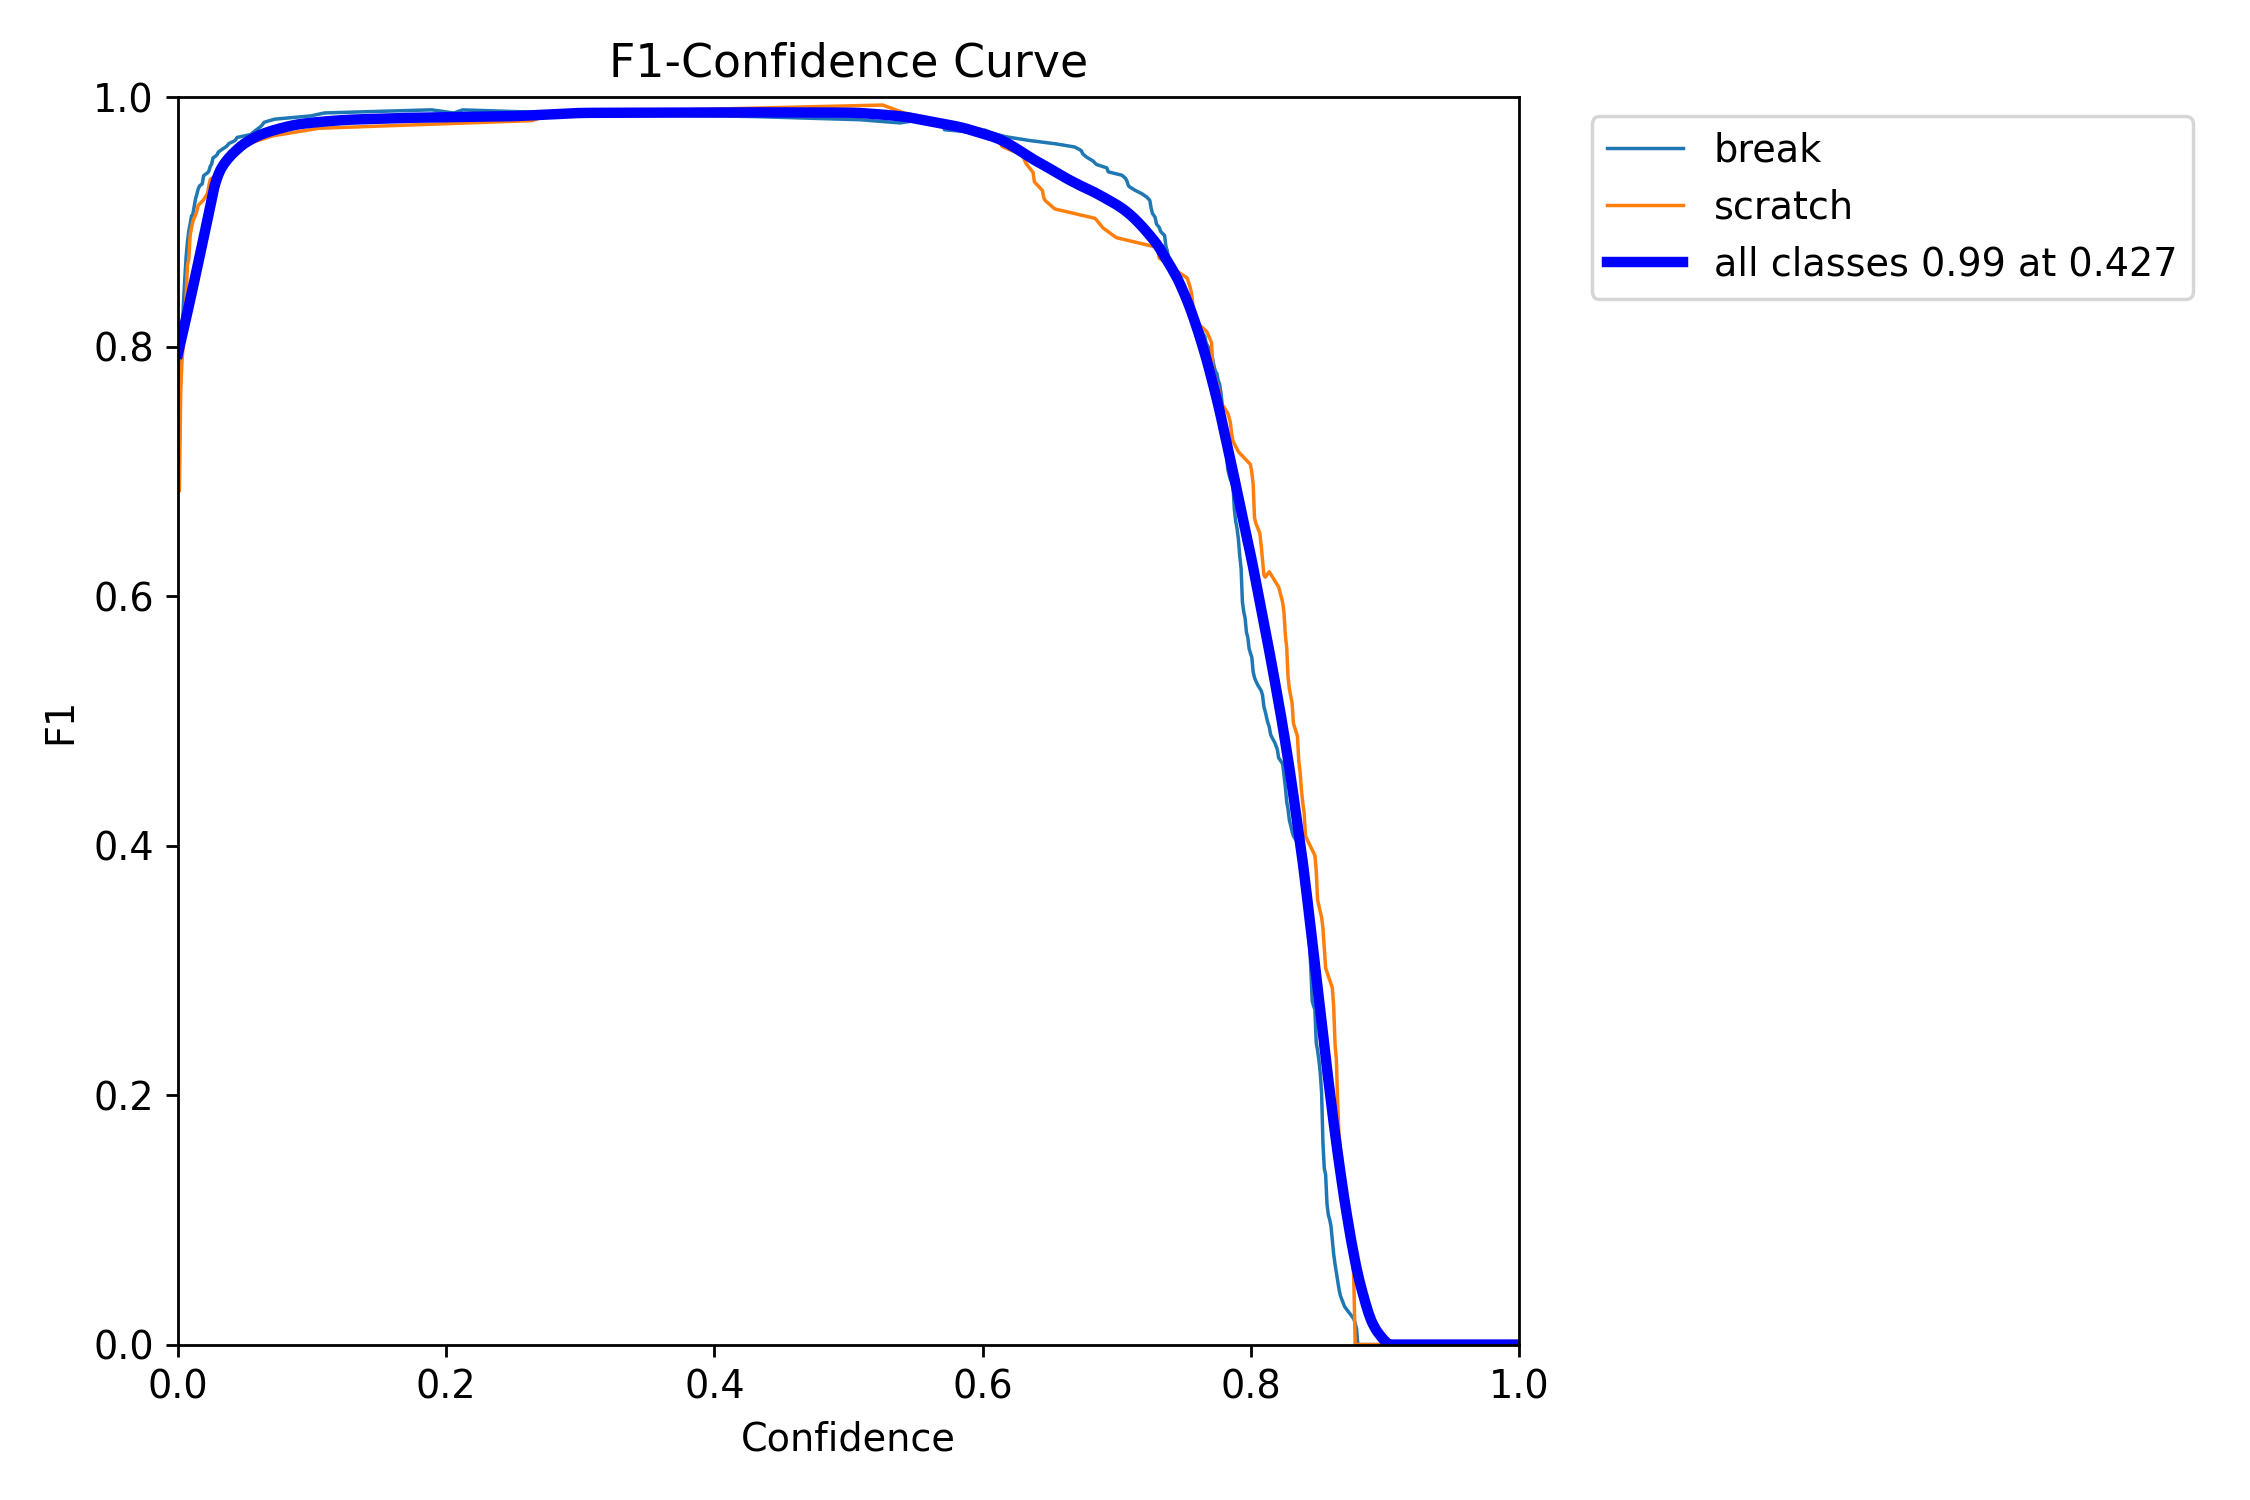 F1-Confidence Curve
1.0
0.8
0.6
0.4
0.2
0.0
F1
0.0 0.2 0.4 0.6 0.8 1.0
Confidence
break
scratch
all classes 0.99 at 0.427